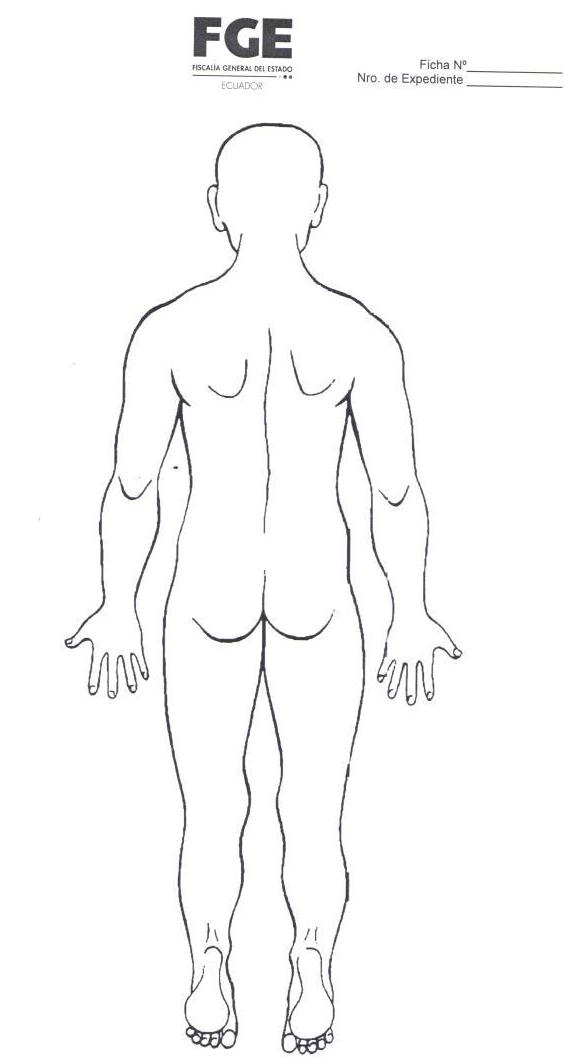 FGE
FISCALÍA GENERAL DEL ESTADO
ECUADOR
Ficha Nº
Nro. de Expediente